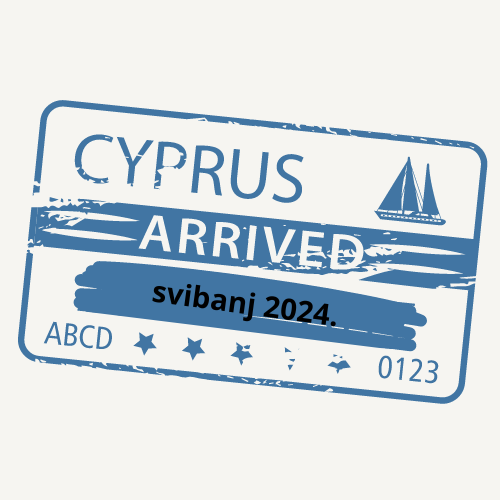 CYPRUS
ARRIVED
svibanj 2024.
ABCD
0123